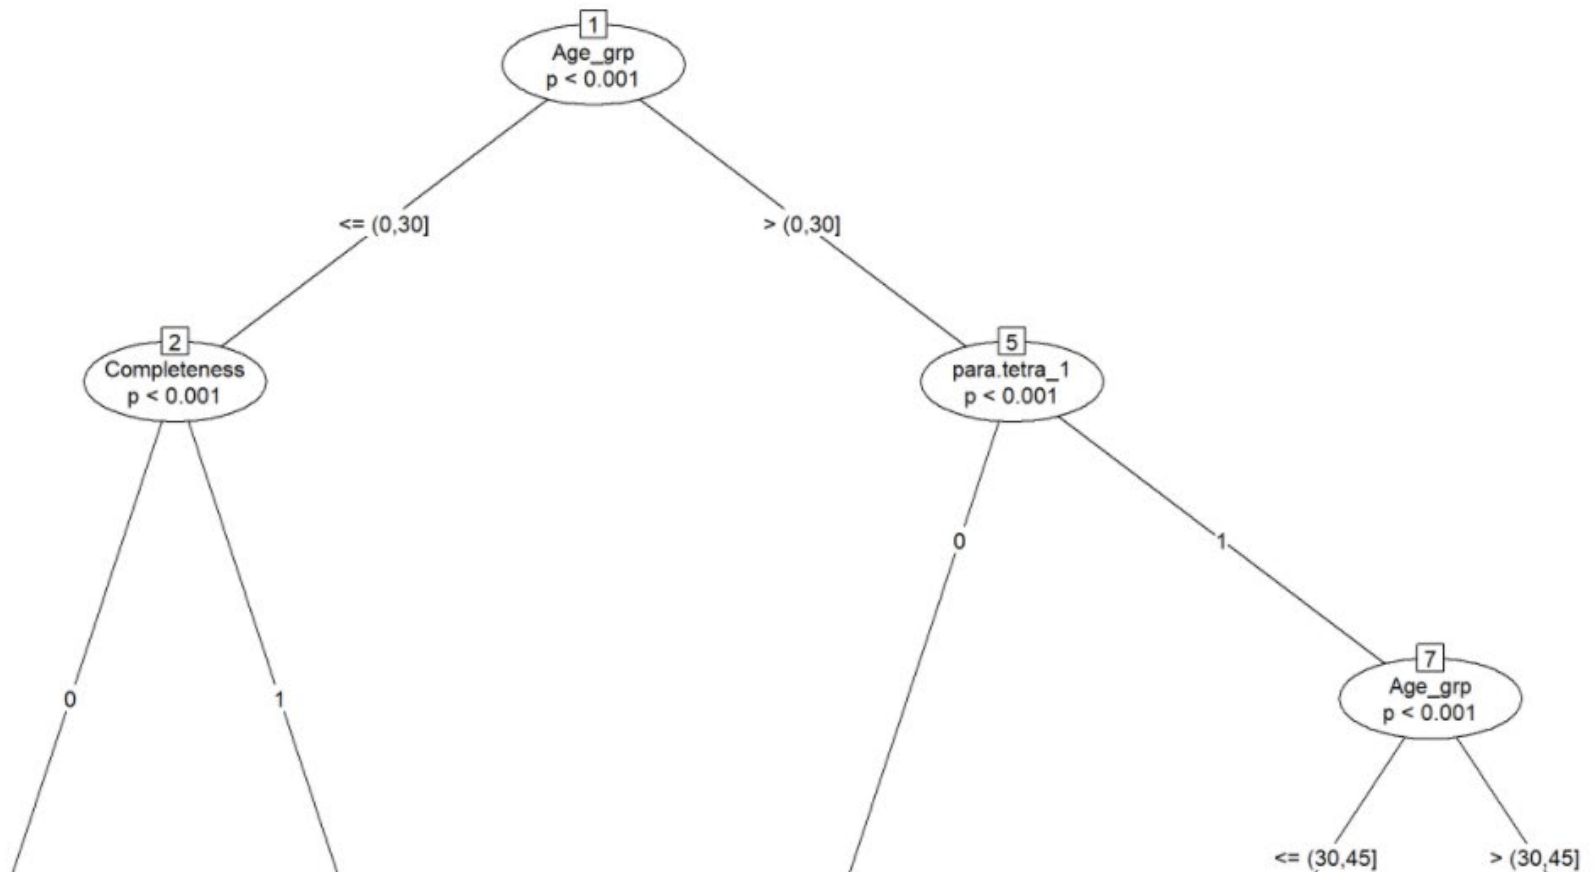 1
Age_grp
p < 0.001
<= (0,30]
> (0,30]
2
Completeness
p < 0.001
5
para.tetra_1
p < 0.001
0
1
7
Age_grp
p < 0.001
0
1
<= (30,45]
> (30,45]